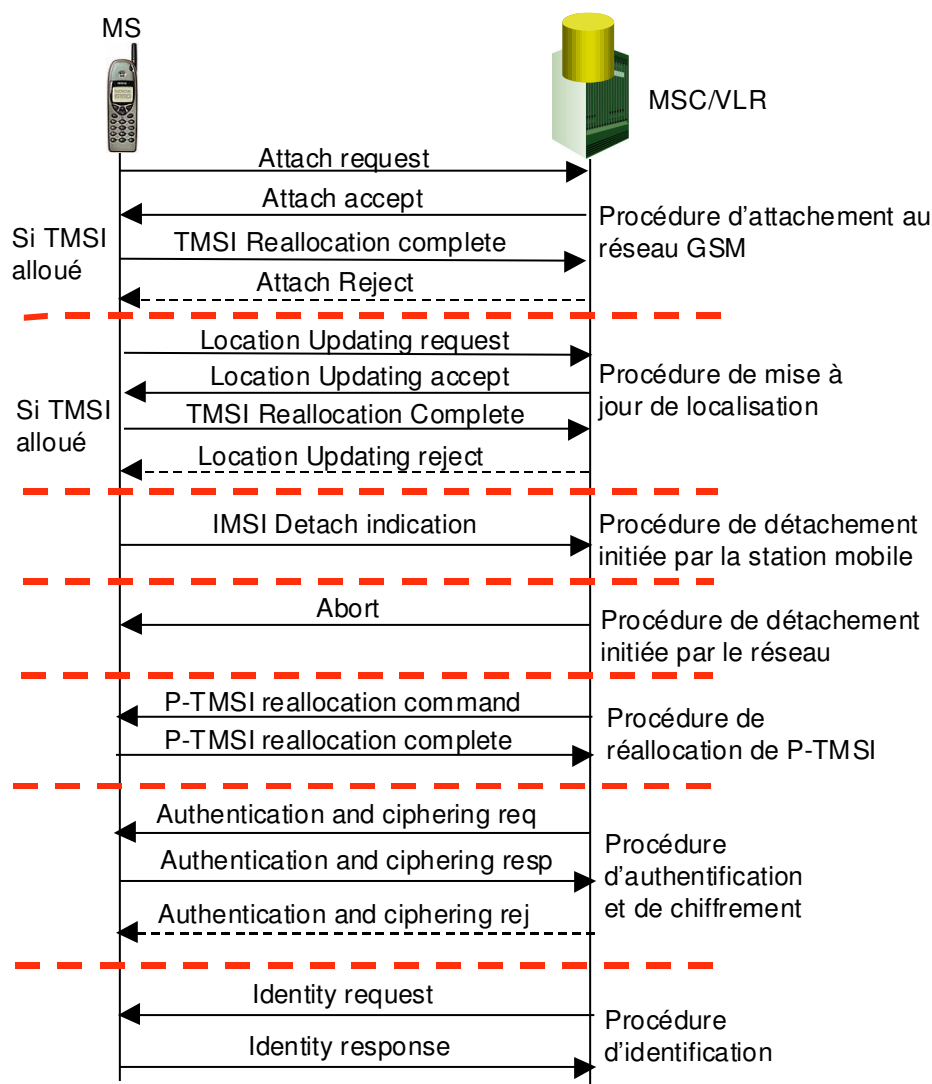 MS
MSC/VLR
Attach request
Attach accept
Procédure d'attachement au
réseau GSM
Si TMSI
alloué
TMSI Reallocation complete
Attach Reject
Location Updating request
Location Updating accept
Procédure de mise à
jour de localisation
Si TMSI
alloué
TMSI Reallocation Complete
Location Updating reject
IMSI Detach indication
Procédure de détachement
initiée par la station mobile
Abort
Procédure de détachement
initiée par le réseau
P-TMSI reallocation command
P-TMSI reallocation complete
Procédure de
réallocation de P-TMSI
Authentication and ciphering req
Authentication and ciphering resp
Authentication and ciphering rej
Procédure
d'authentification
et de chiffrement
Identity request
Identity response
Procédure
d'identification